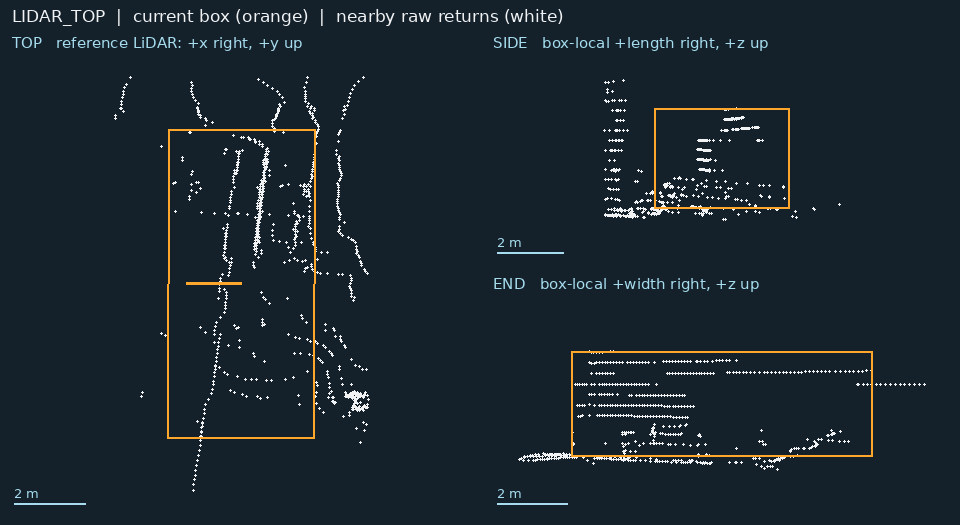 LIDAR_TOP | current box (orange) | nearby raw returns (white)
TOP reference LiDAR: +x right, +y up
SIDE box-local +length right, +z up
2 m
END box-local +width right, +z up
2 m
2 m